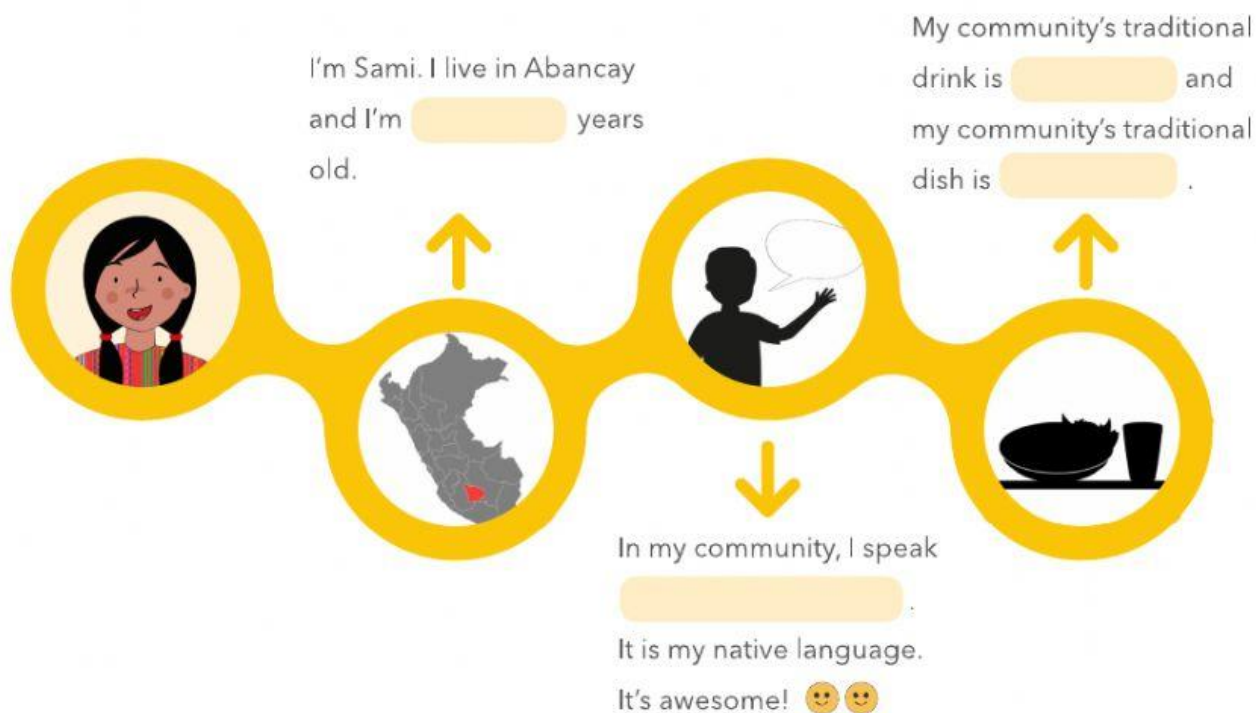 I'm Sami. I live in Abancay
and I'm years
old.
My community's traditional
drink is and
my community's traditional
dish is .
In my community, I speak
.
It is my native language.
It's awesome! 🙂🙂